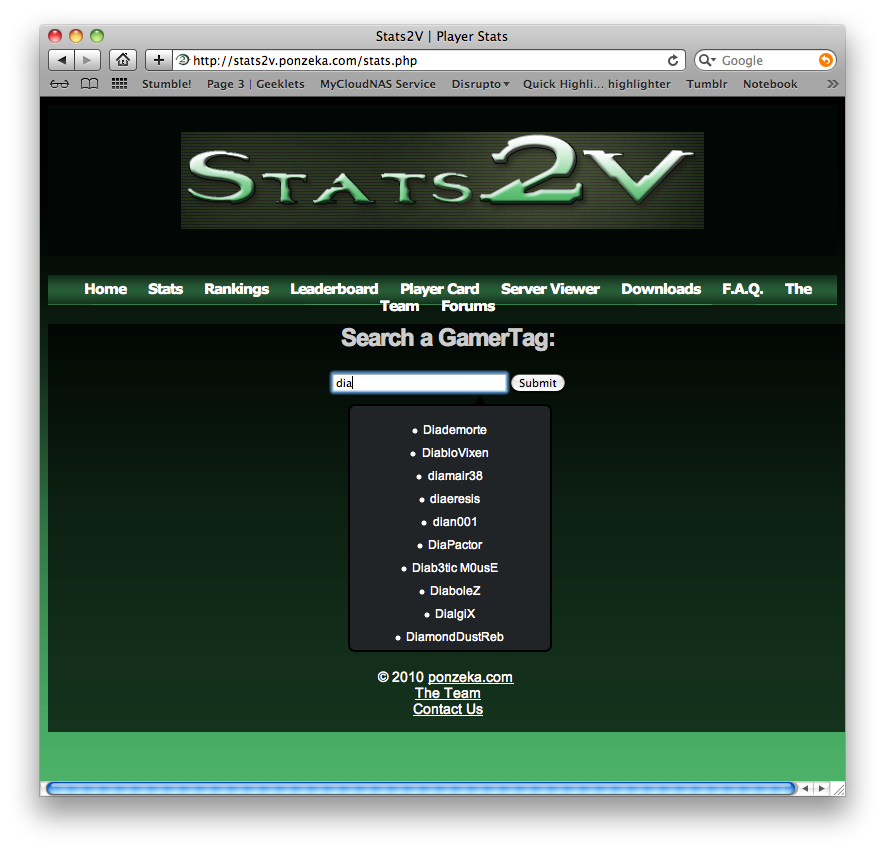 Stats2V | Player Stats
http://stats2v.ponzeka.com/stats.php
Google
Stumble! Page 3 | Geeklets MyCloudNAS Service Disrupto Quick Highli... highlighter Tumblr Notebook
STATS2V
Home Stats Rankings Leaderboard Player Card Server Viewer Downloads F.A.Q. The
Team Forums
Search a GamerTag:
dia Submit
Diademorte
DiabloVixen
diamair38
diaeresis
dian001
DiaPactor
Diab3tic M0usE
DiaboleZ
DialgiX
DiamondDustReb
© 2010 ponzeka.com
The Team
Contact Us